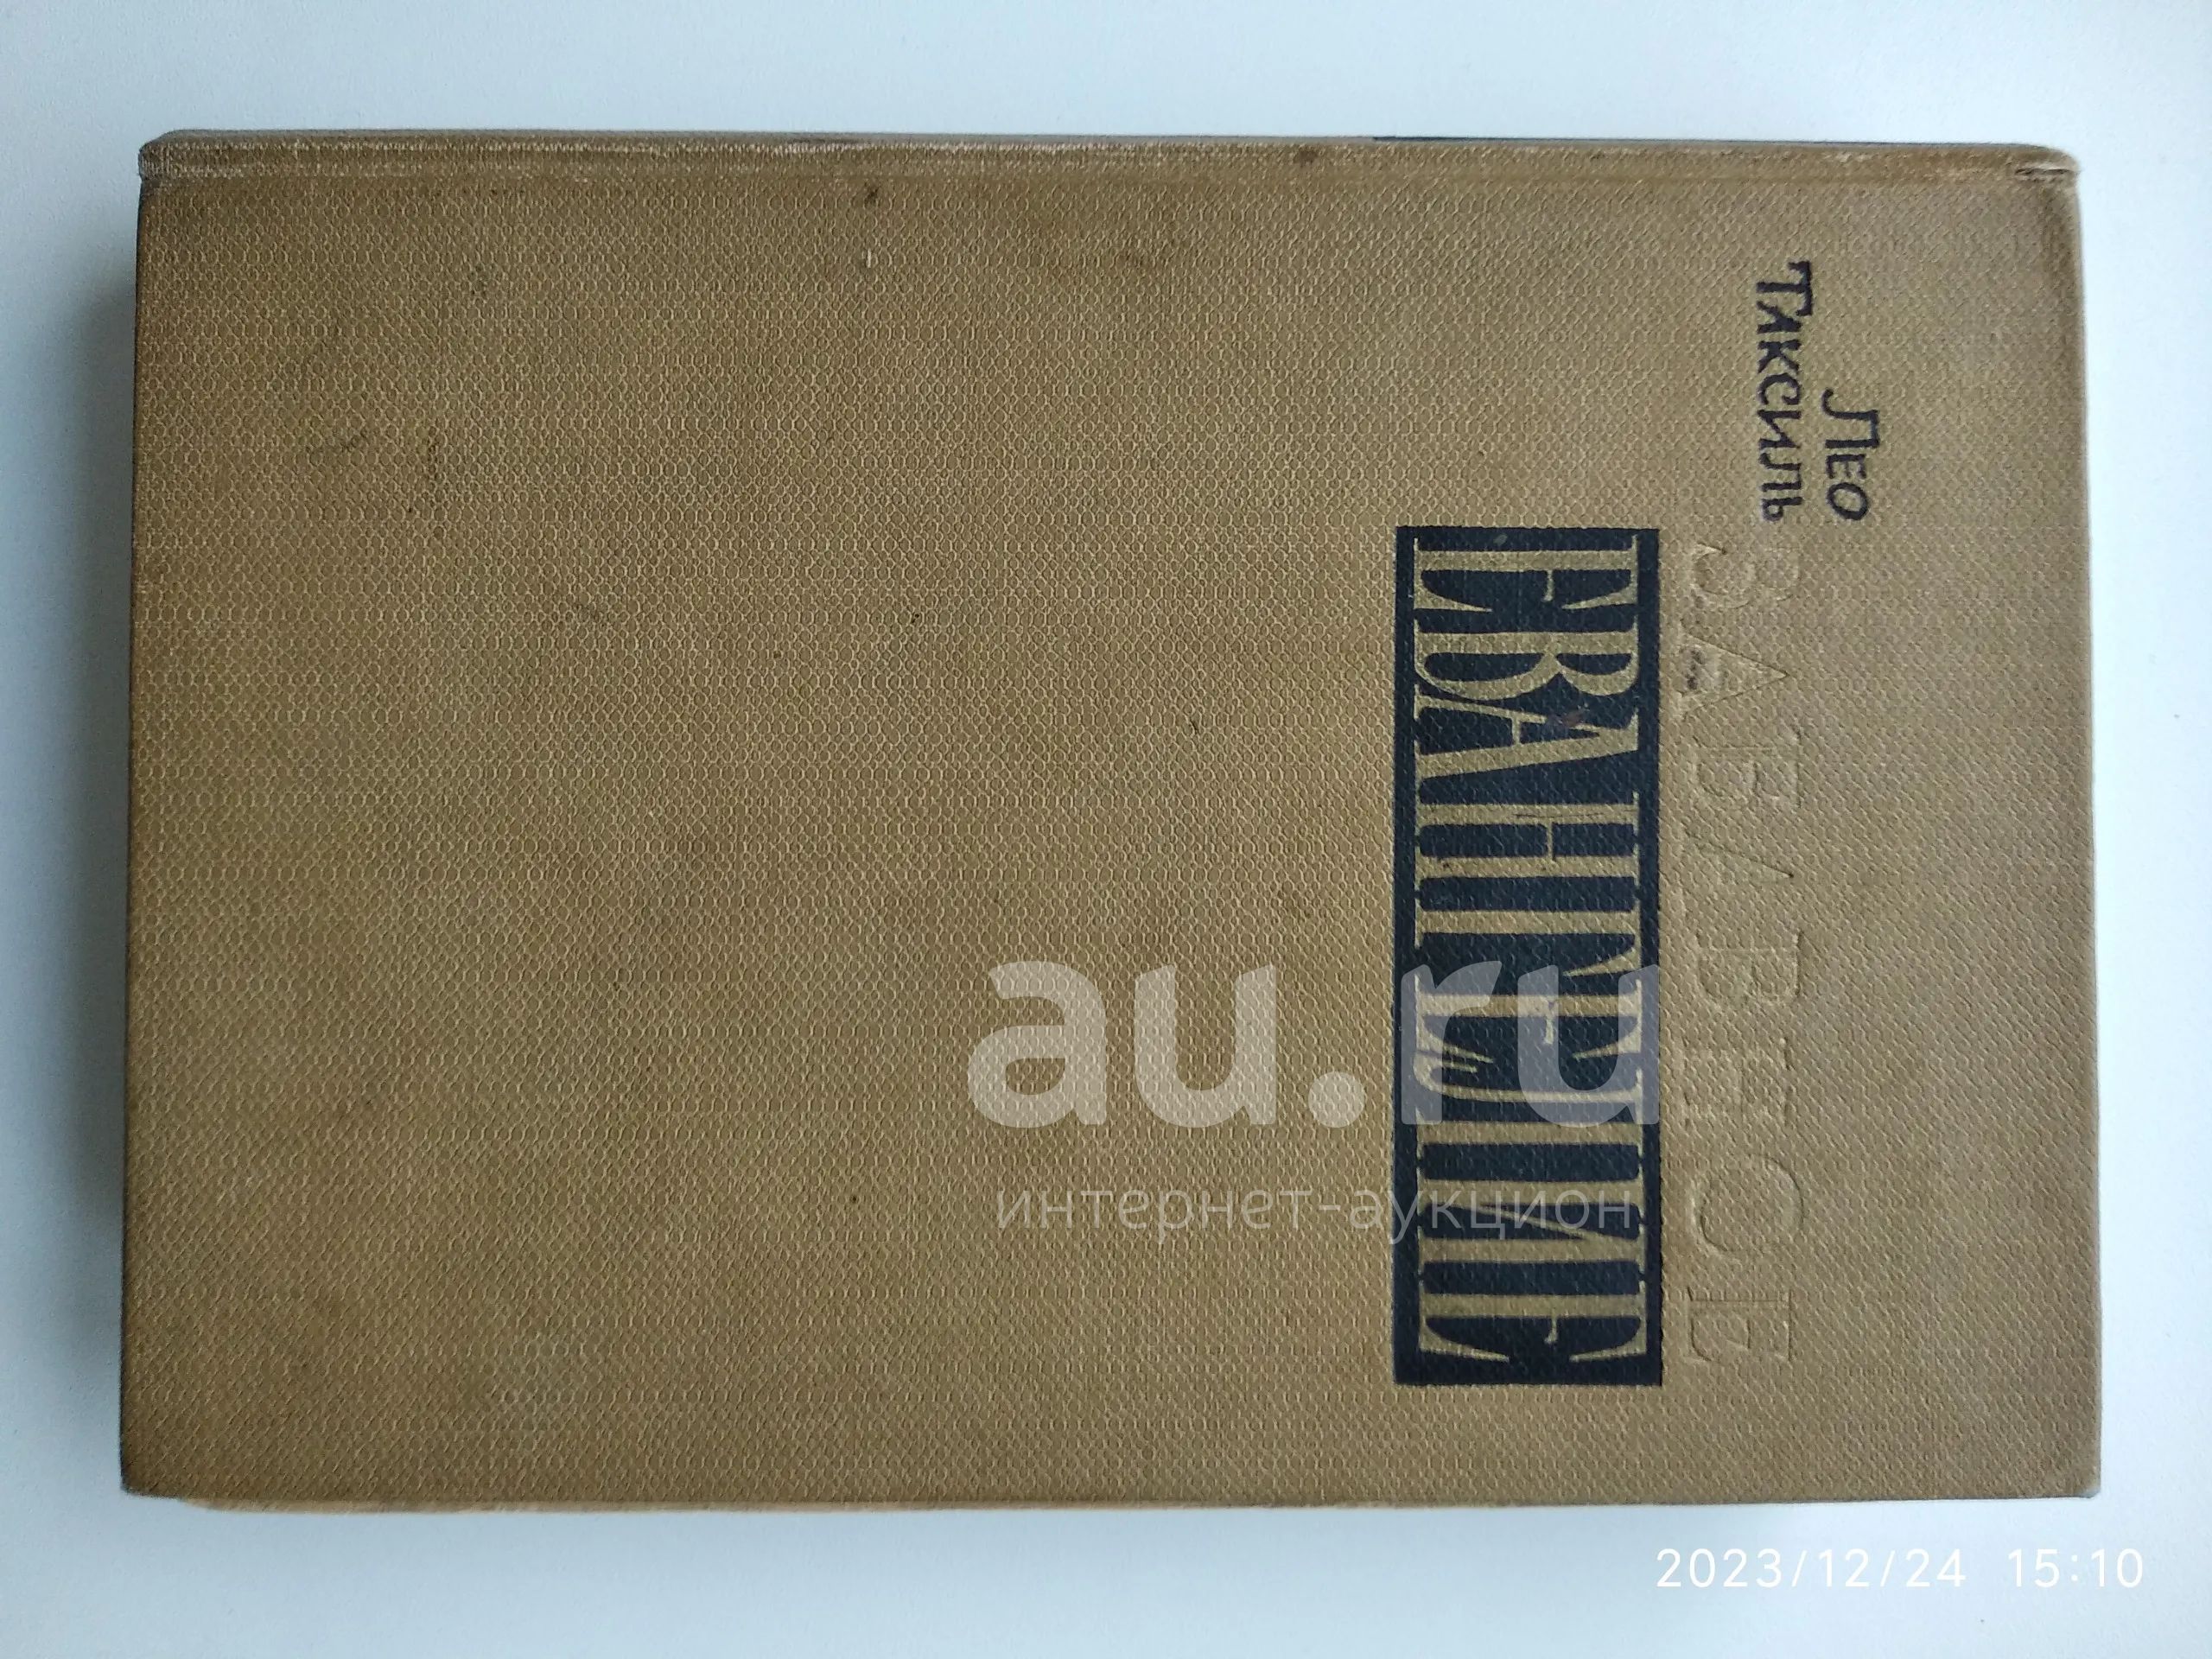 Лео
Таксиль
ЗАБАВНОЕ
ЕВАНГЕЛИЕ
au.ru
интернет-аукцион
2023/12/24 15:10